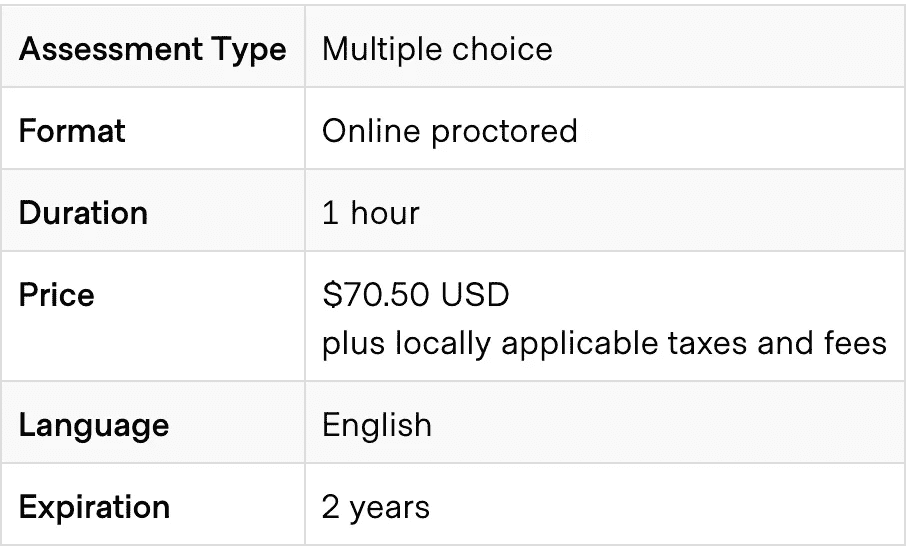 Assessment Type Multiple choice
Format Online proctored
Duration 1 hour
Price $70.50 USD
plus locally applicable taxes and fees
Language English
Expiration 2 years